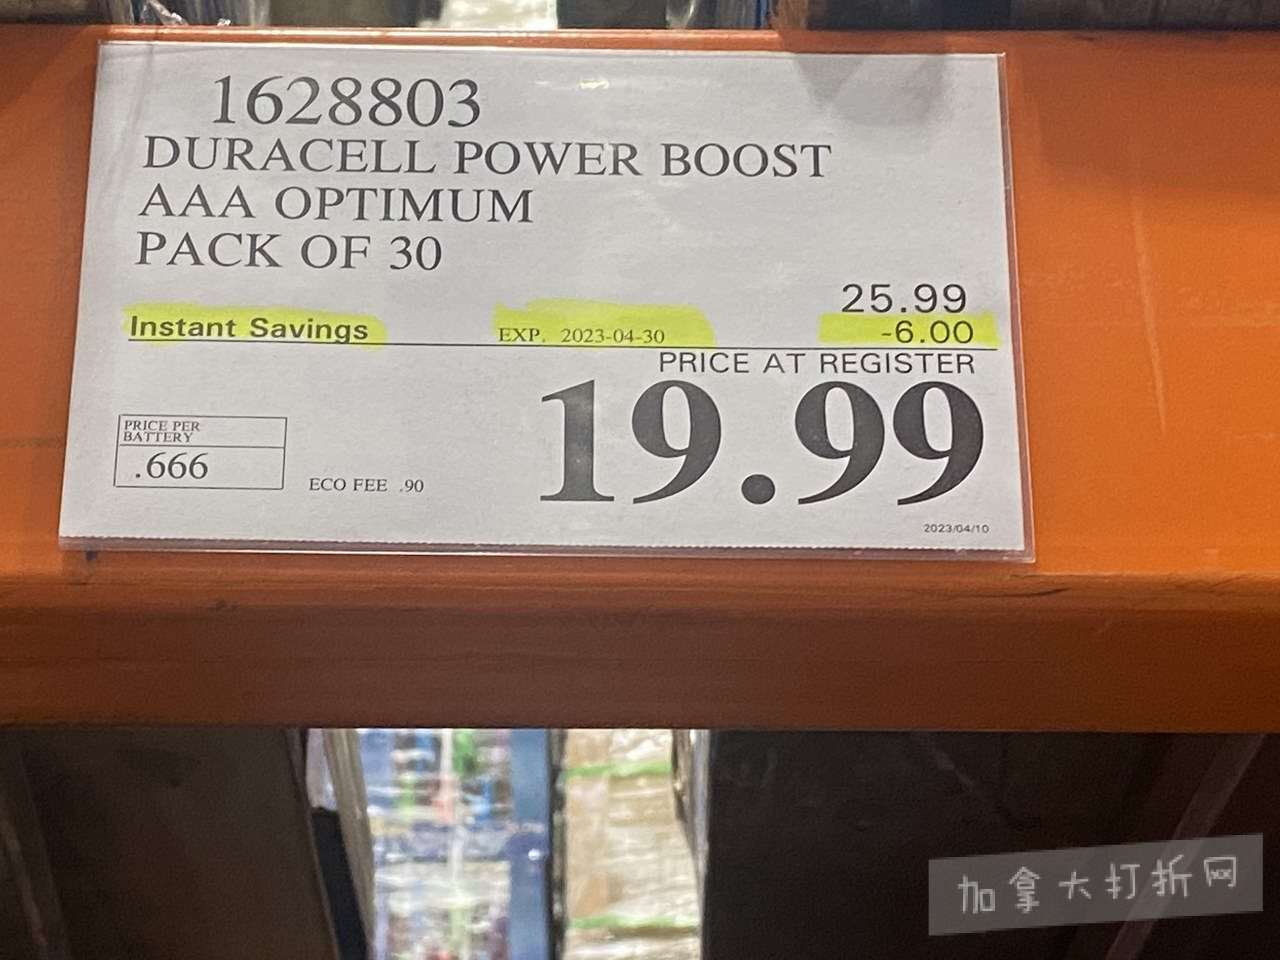 1628803
DURACELL POWER BOOST
AAA OPTIMUM
PACK OF 30
25.99
Instant Savings EXP. 2023-04-30 -6.00
PRICE AT REGISTER
19.99
PRICE PER
BATTERY
.666
ECO FEE .90
2023/04/10
加拿大打折网